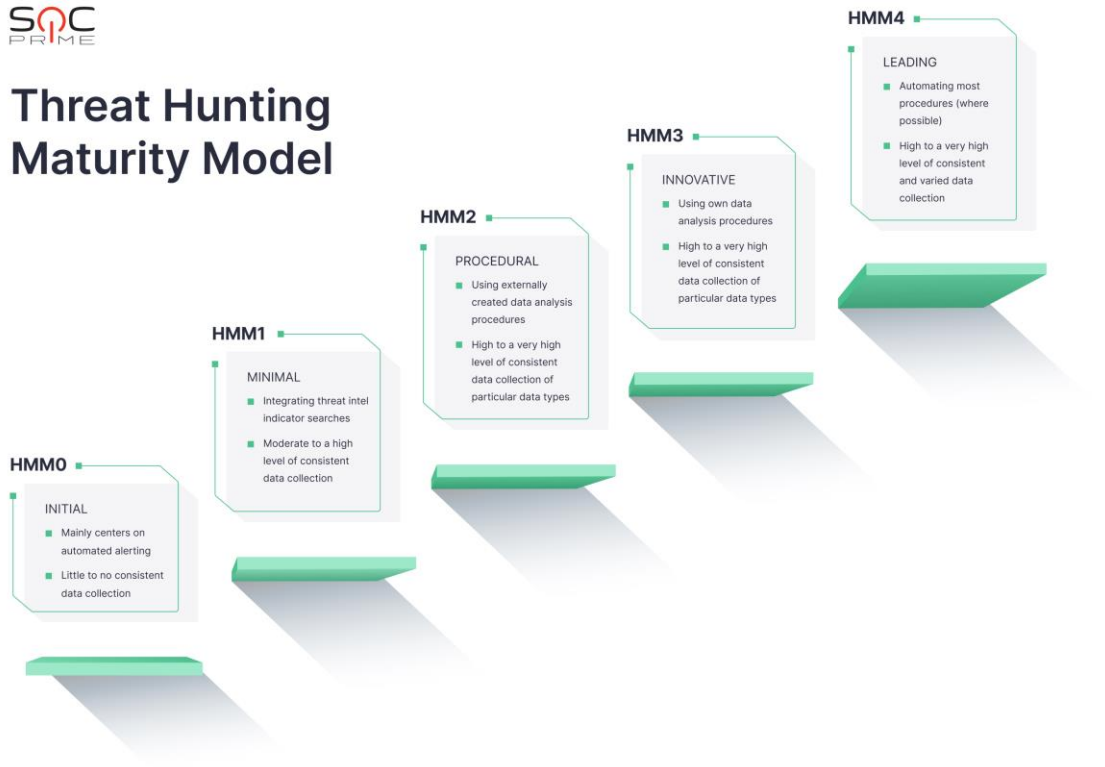 SOC
PRIME
Threat Hunting
Maturity Model
HMM0
INITIAL
Mainly centers on
automated alerting
Little to no consistent
data collection
HMM1
MINIMAL
Integrating threat intel
indicator searches
Moderate to a high
level of consistent
data collection
HMM2
PROCEDURAL
Using externally
created data analysis
procedures
High to a very high
level of consistent
data collection of
particular data types
HMM3
INNOVATIVE
Using own data
analysis procedures
High to a very high
level of consistent
data collection of
particular data types
HMM4
LEADING
Automating most
procedures (where
possible)
High to a very high
level of consistent
and varied data
collection